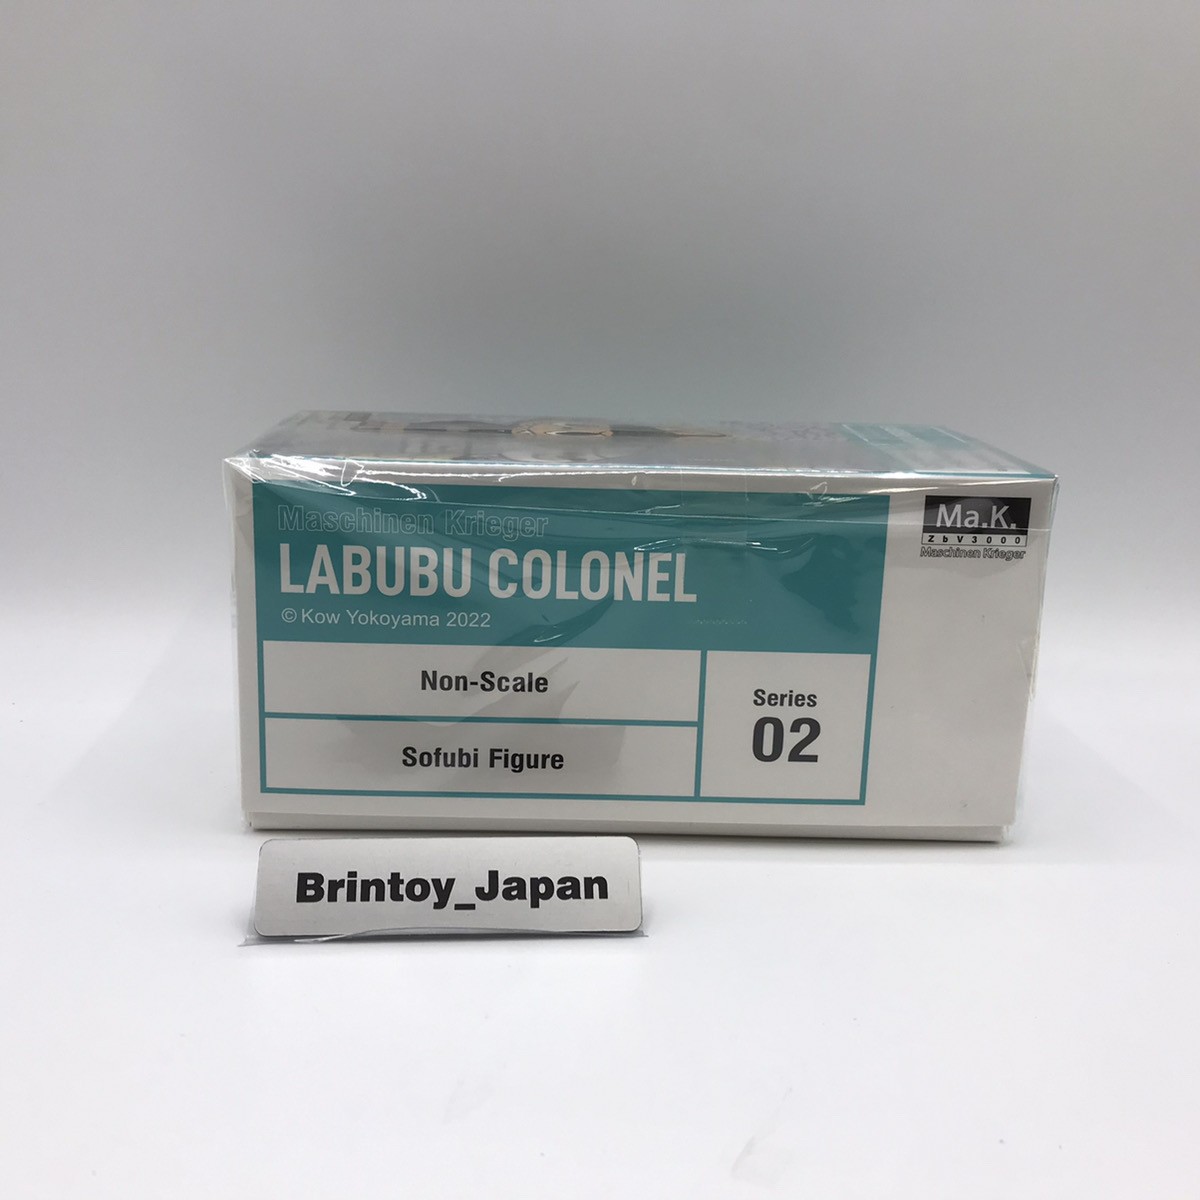 Maschinen Krieger
LABUBU COLONEL
© Kow Yokoyama 2022
Non-Scale
Sofubi Figure
Series
02
Ma.K.
ZbV3000
Maschinen Krieger
Brintoy_Japan